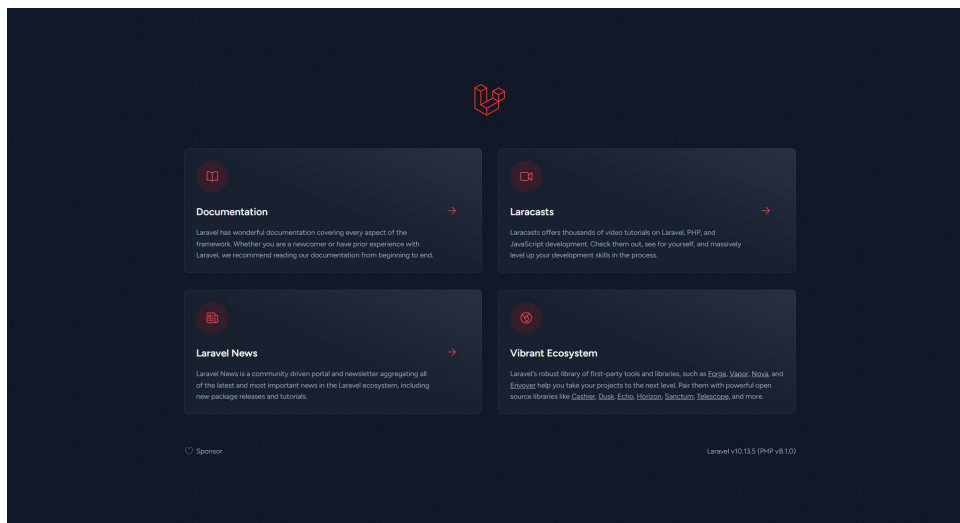 Documentation
Laravel has wonderful documentation covering every aspect of the
framework. Whether you are a newcomer or have prior experience with
Laravel, we recommend reading our documentation from beginning to end.
Laracasts
Laracasts offers thousands of video tutorials on Laravel, PHP, and
JavaScript development. Check them out, see for yourself, and massively
level up your development skills in the process.
Laravel News
Laravel News is a community driven portal and newsletter aggregating all
of the latest and most important news in the Laravel ecosystem, including
new package releases and tutorials.
Vibrant Ecosystem
Laravel's robust library of first-party tools and libraries, such as Forge, Vapor, Nova, and
Envoyer help you take your projects to the next level. Pair them with powerful open
source libraries like Cashier, Dusk, Echo, Horizon, Sanctum, Telescope, and more.
Sponsor
Laravel v10.13.5 (PHP v8.1.0)